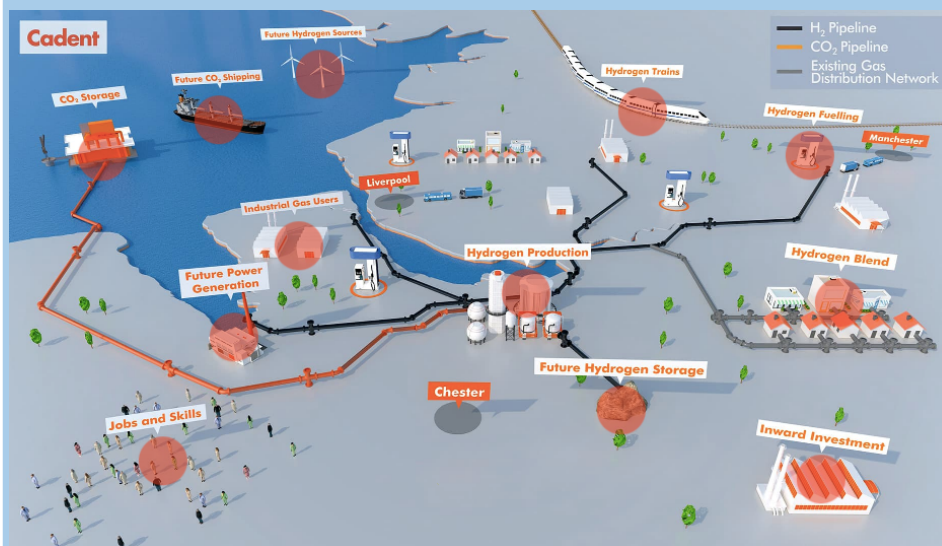 Cadent
Future Hydrogen Sources
H₂ Pipeline
CO₂ Pipeline
Existing Gas
Distribution Network
Future CO₂ Shipping
CO₂ Storage
Hydrogen Trains
Hydrogen Fuelling
Manchester
Liverpool
Industrial Gas Users
Hydrogen Production
Hydrogen Blend
Future Power
Generation
Future Hydrogen Storage
Chester
Jobs and Skills
Inward Investment